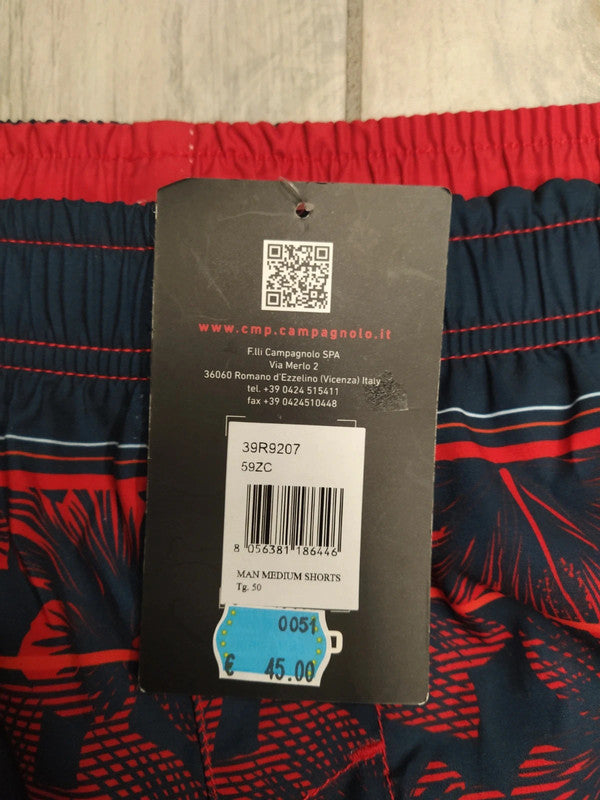 www.cmp.campagnolo.it
F.lli Campagnolo SPA
Via Merlo 2
36060 Romano d'Ezzelino (Vicenza) Italy
tel. +39 0424 515411
fax +39 0424510448
39R9207
59ZC
8 056381 186446
MAN MEDIUM SHORTS
Tg. 50
0051
€ 45.00